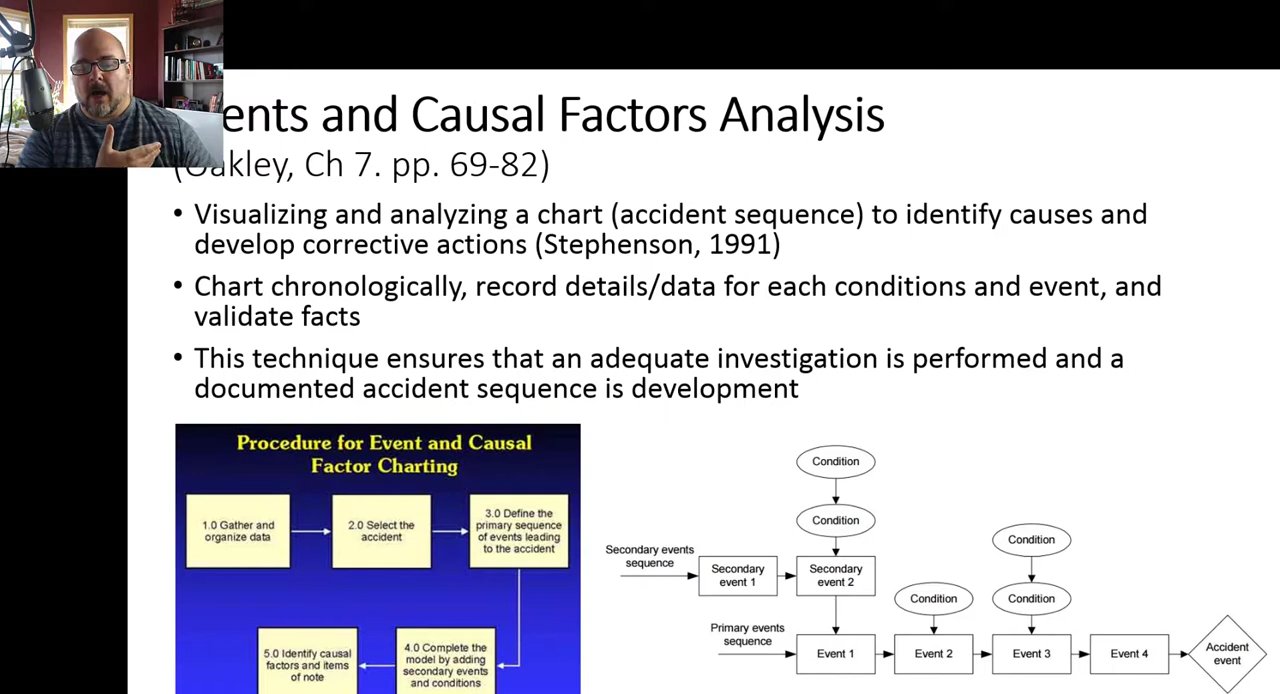 ents and Causal Factors Analysis
(Oakley, Ch 7. pp. 69-82)
• Visualizing and analyzing a chart (accident sequence) to identify causes and
develop corrective actions (Stephenson, 1991)
• Chart chronologically, record details/data for each conditions and event, and
validate facts
• This technique ensures that an adequate investigation is performed and a
documented accident sequence is development
Procedure for Event and Causal
Factor Charting
1.0 Gather and
organize data
2.0 Select the
accident
3.0 Define the
primary sequence
of events leading
to the accident
5.0 Identify causal
factors and items
of note
4.0 Complete the
model by adding
secondary events
and conditions
Condition
Condition
Condition
Secondary events
sequence
Secondary
event 1
Secondary
event 2
Condition
Condition
Primary events
sequence
Event 1
Event 2
Event 3
Event 4
Accident
event